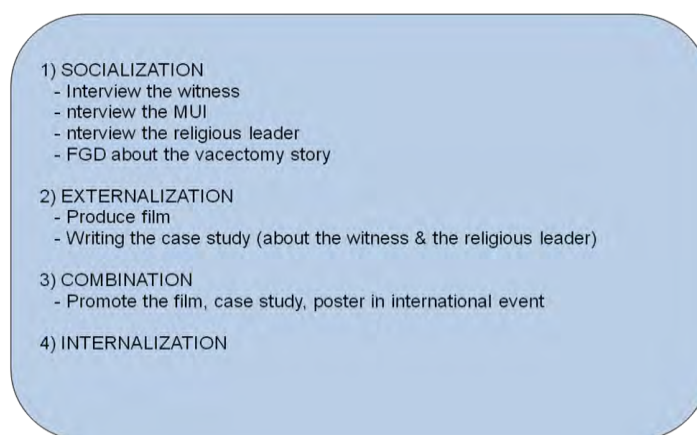 1) SOCIALIZATION
- Interview the witness
- nterview the MUI
- nterview the religious leader
- FGD about the vacectomy story
2) EXTERNALIZATION
- Produce film
- Writing the case study (about the witness & the religious leader)
3) COMBINATION
- Promote the film, case study, poster in international event
4) INTERNALIZATION